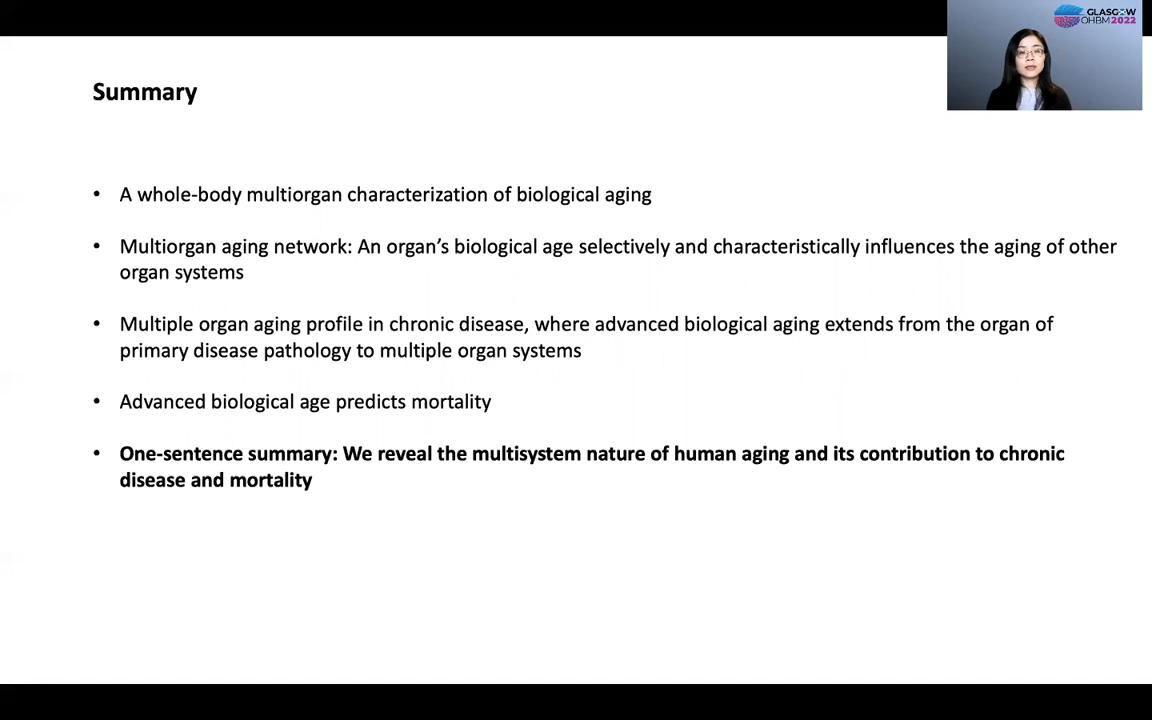 GLASGOW
OHBM 2022
Summary
• A whole-body multiorgan characterization of biological aging
• Multiorgan aging network: An organ’s biological age selectively and characteristically influences the aging of other
organ systems
• Multiple organ aging profile in chronic disease, where advanced biological aging extends from the organ of
primary disease pathology to multiple organ systems
• Advanced biological age predicts mortality
• One-sentence summary: We reveal the multisystem nature of human aging and its contribution to chronic
disease and mortality